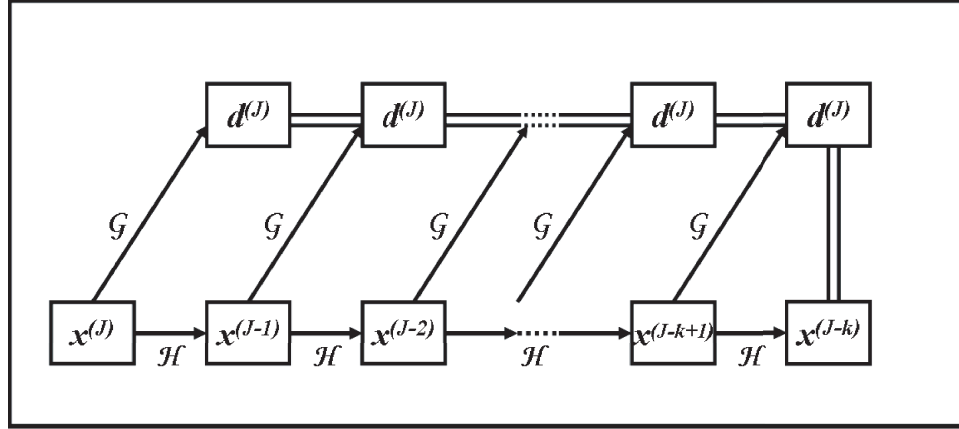 d(J) d(J) d(J) d(J)
G G G G G
x(J) x(J-1) x(J-2) x(J-k+1) x(J-k)
H H H H